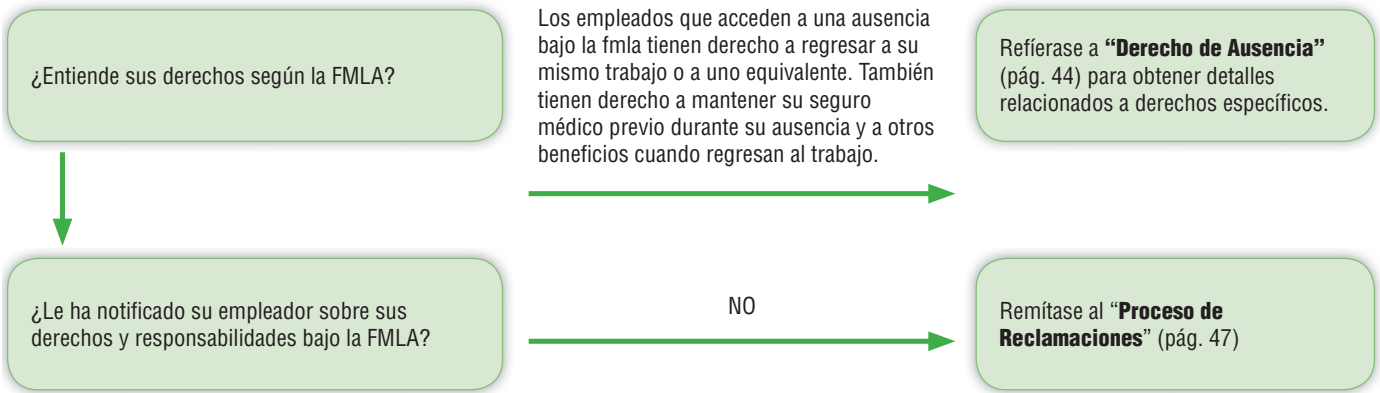 ¿Entiende sus derechos según la FMLA?
Los empleados que acceden a una ausencia
bajo la fmla tienen derecho a regresar a su
mismo trabajo o a uno equivalente. También
tienen derecho a mantener su seguro
médico previo durante su ausencia y a otros
beneficios cuando regresan al trabajo.
Refíerase a “Derecho de Ausencia”
(pág. 44) para obtener detalles
relacionados a derechos específicos.
¿Le ha notificado su empleador sobre sus
derechos y responsabilidades bajo la FMLA?
NO
Remítase al “Proceso de
Reclamaciones” (pág. 47)